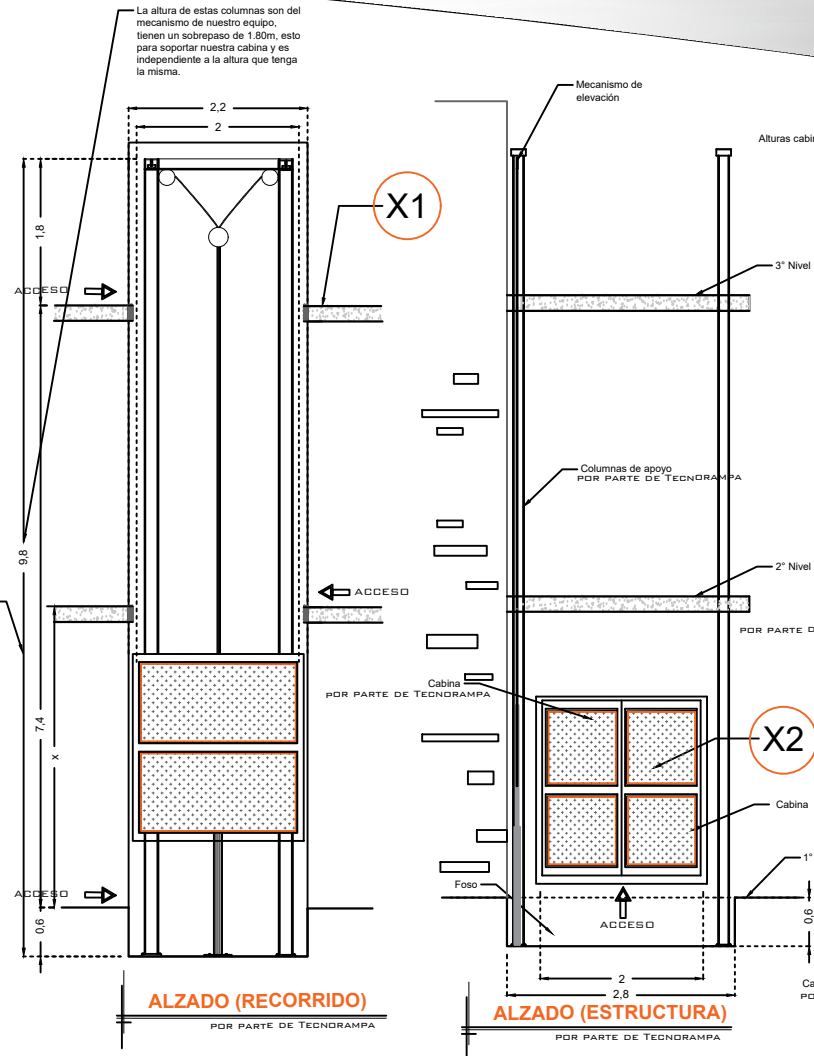 La altura de estas columnas son del
mecanismo de nuestro equipo,
tienen un sobrepaso de 1.80m, esto
para soportar nuestra cabina y es
independiente a la altura que tenga
la misma.
2,2
2
1,8
X1
ACCESO
9,8
7,4
x
ACCESO
ACCESO
0,6
ALZADO (RECORRIDO)
POR PARTE DE TECNORAMPA
Mecanismo de
elevación
Alturas cabin
3° Nivel
Columnas de apoyo
POR PARTE DE TECNORAMPA
2° Nivel
POR PARTE D
Cabina
POR PARTE DE TECNORAMPA
X2
Cabina
1°
Foso
ACCESO
0,6
2
2,8
Ca
PO
ALZADO (ESTRUCTURA)
POR PARTE DE TECNORAMPA